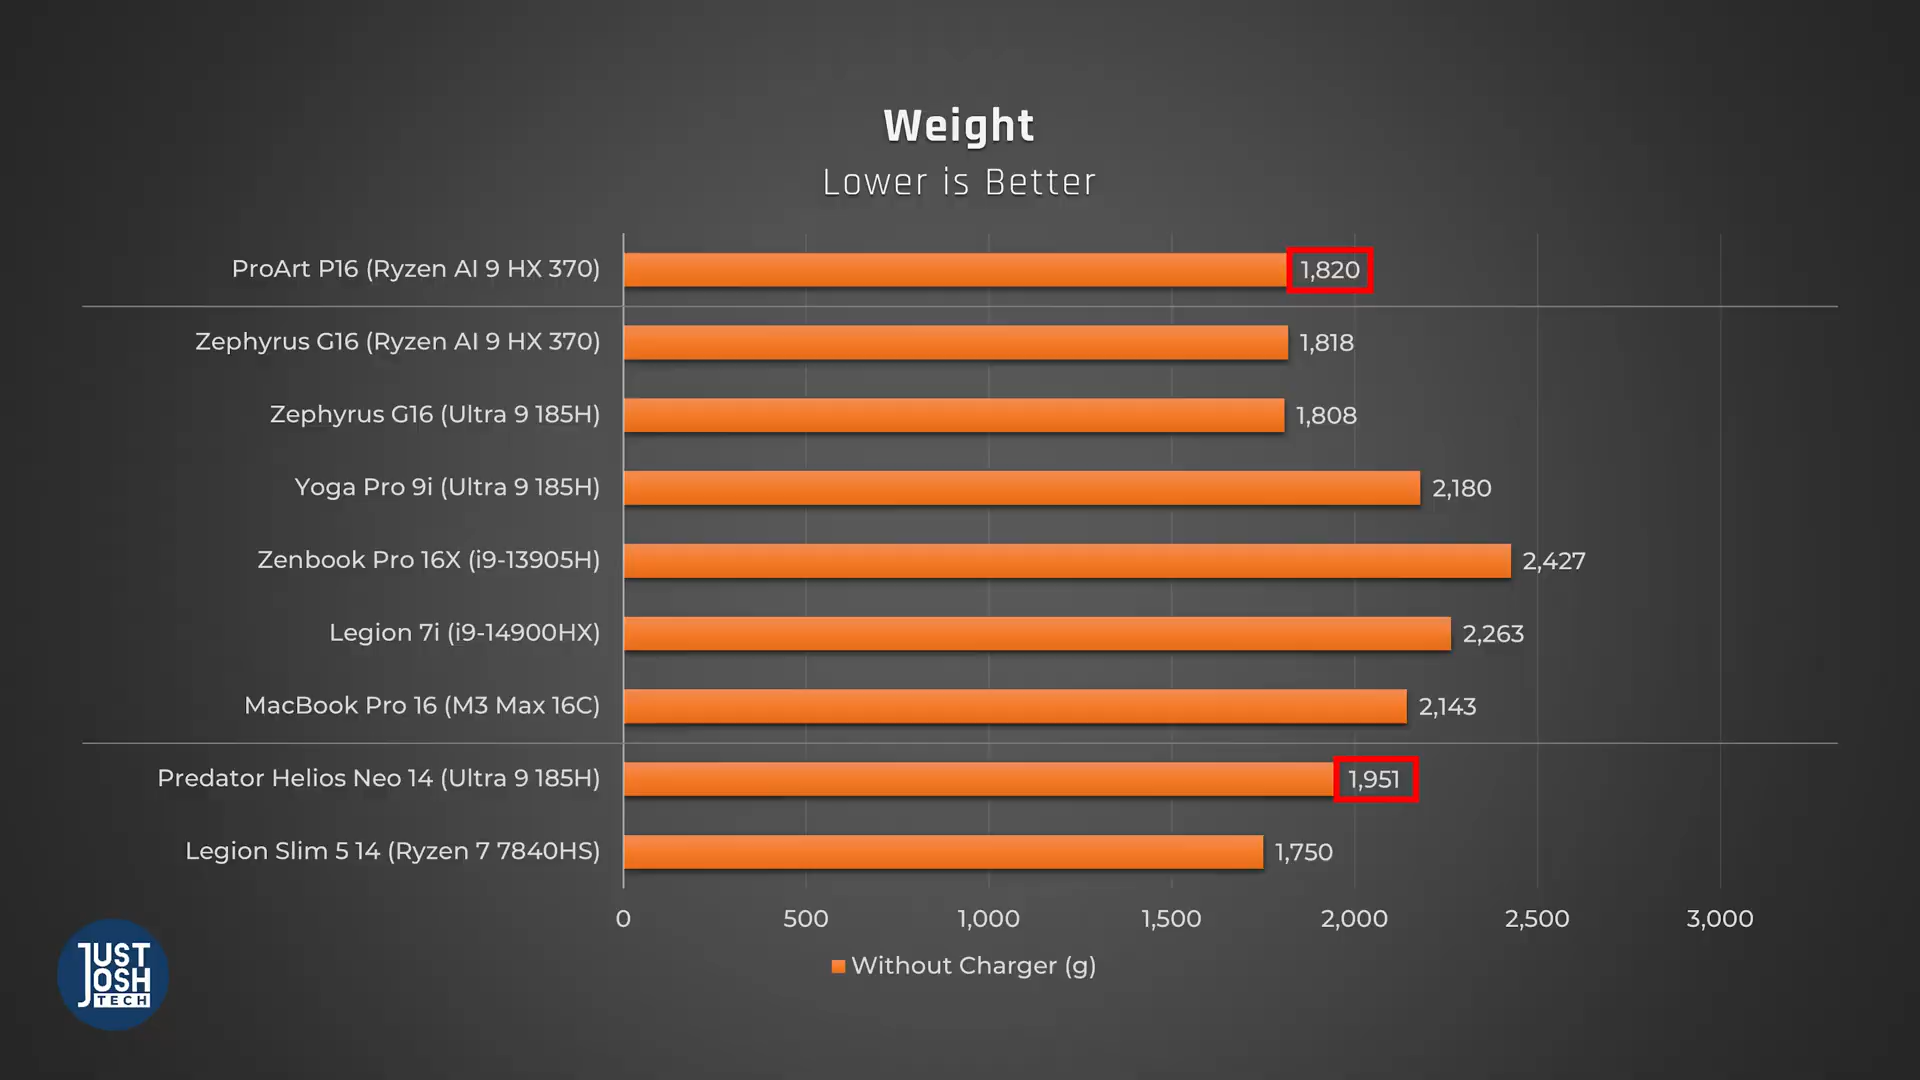 Weight
Lower is Better
ProArt P16 (Ryzen AI 9 HX 370) 1,820
Zephyrus G16 (Ryzen AI 9 HX 370) 1,818
Zephyrus G16 (Ultra 9 185H) 1,808
Yoga Pro 9i (Ultra 9 185H) 2,180
Zenbook Pro 16X (i9-13905H) 2,427
Legion 7i (i9-14900HX) 2,263
MacBook Pro 16 (M3 Max 16C) 2,143
Predator Helios Neo 14 (Ultra 9 185H) 1,951
Legion Slim 5 14 (Ryzen 7 7840HS) 1,750
0 500 1,000 1,500 2,000 2,500 3,000
Without Charger (g)
JUST
JOSH
TECH